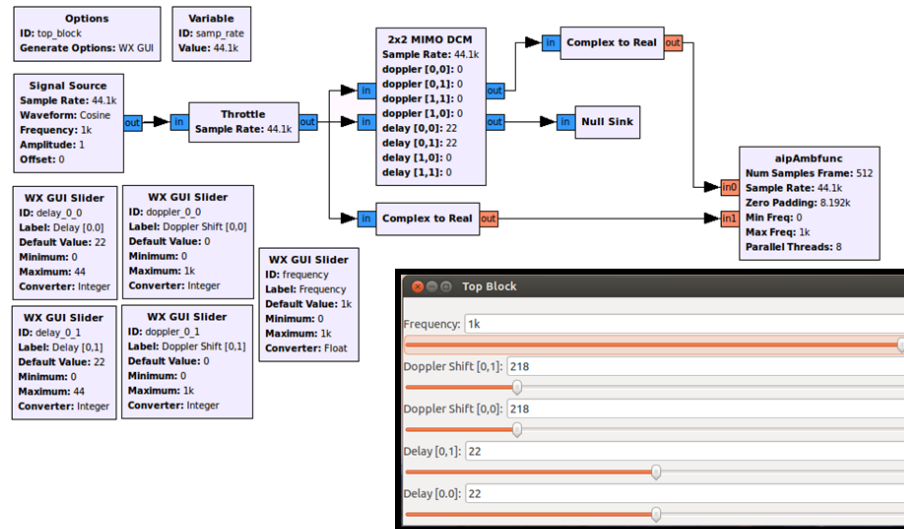 Options
ID: top_block
Generate Options: WX GUI
Variable
ID: samp_rate
Value: 44.1k
Signal Source
Sample Rate: 44.1k
Waveform: Cosine
Frequency: 1k
Amplitude: 1
Offset: 0
out
in
Throttle
Sample Rate: 44.1k
out
in
in
2x2 MIMO DCM
Sample Rate: 44.1k
doppler [0,0]: 0
doppler [0,1]: 0
doppler [1,1]: 0
doppler [1,0]: 0
delay [0,0]: 22
delay [0,1]: 22
delay [1,0]: 0
delay [1,1]: 0
out
out
in
Complex to Real
out
in
Null Sink
in
Complex to Real
out
in0
in1
aipAmbfunc
Num Samples Frame: 512
Sample Rate: 44.1k
Zero Padding: 8.192k
Min Freq: 0
Max Freq: 1k
Parallel Threads: 8
WX GUI Slider
ID: delay_0_0
Label: Delay [0.0]
Default Value: 22
Minimum: 0
Maximum: 44
Converter: Integer
WX GUI Slider
ID: doppler_0_0
Label: Doppler Shift [0,0]
Default Value: 0
Minimum: 0
Maximum: 1k
Converter: Integer
WX GUI Slider
ID: frequency
Label: Frequency
Default Value: 1k
Minimum: 0
Maximum: 1k
Converter: Float
WX GUI Slider
ID: delay_0_1
Label: Delay [0,1]
Default Value: 22
Minimum: 0
Maximum: 44
Converter: Integer
WX GUI Slider
ID: doppler_0_1
Label: Doppler Shift [0,1]
Default Value: 0
Minimum: 0
Maximum: 1k
Converter: Integer
Top Block
Frequency: 1k
Doppler Shift [0,1]: 218
Doppler Shift [0,0]: 218
Delay [0,1]: 22
Delay [0.0]: 22